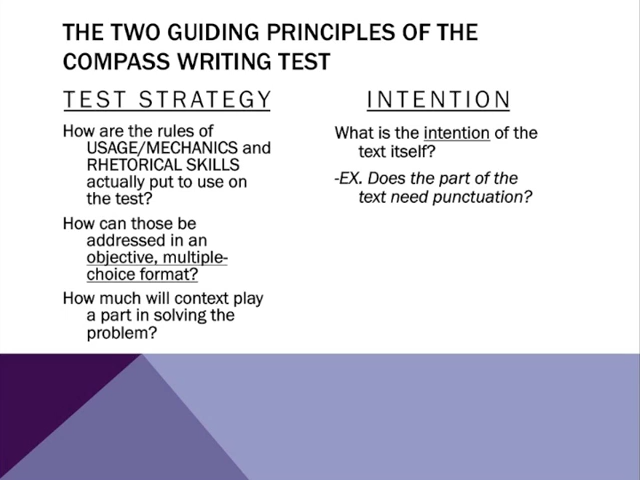 THE TWO GUIDING PRINCIPLES OF THE
COMPASS WRITING TEST
TEST STRATEGY
How are the rules of
USAGE/MECHANICS and
RHETORICAL SKILLS
actually put to use on
the test?
How can those be
addressed in an
objective, multiple-
choice format?
How much will context play
a part in solving the
problem?
INTENTION
What is the intention of the
text itself?
-EX. Does the part of the
text need punctuation?